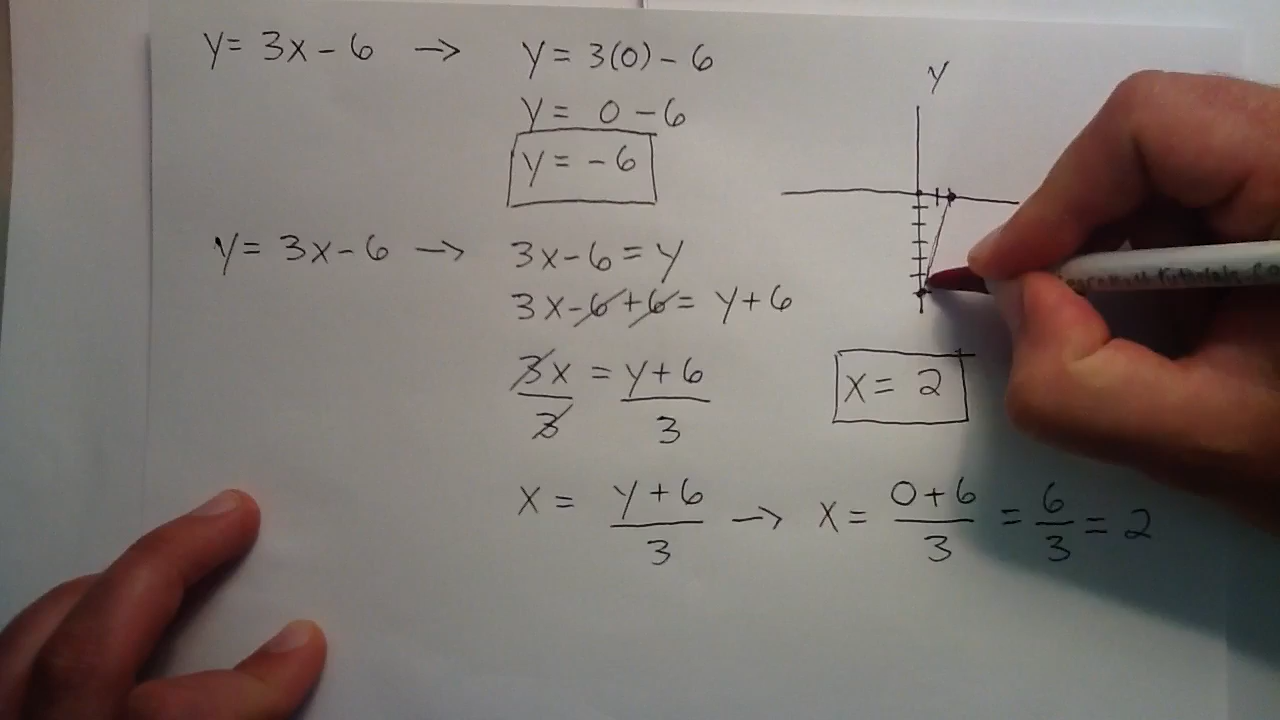 y = 3x - 6 → y = 3(0) - 6
y = 0 - 6
y = -6
y = 3x - 6 → 3x - 6 = y
3x - 6 + 6 = y + 6
3x/3 = y + 6/3
x = y + 6/3 → x = 0 + 6/3 = 6/3 = 2
y
x = 2